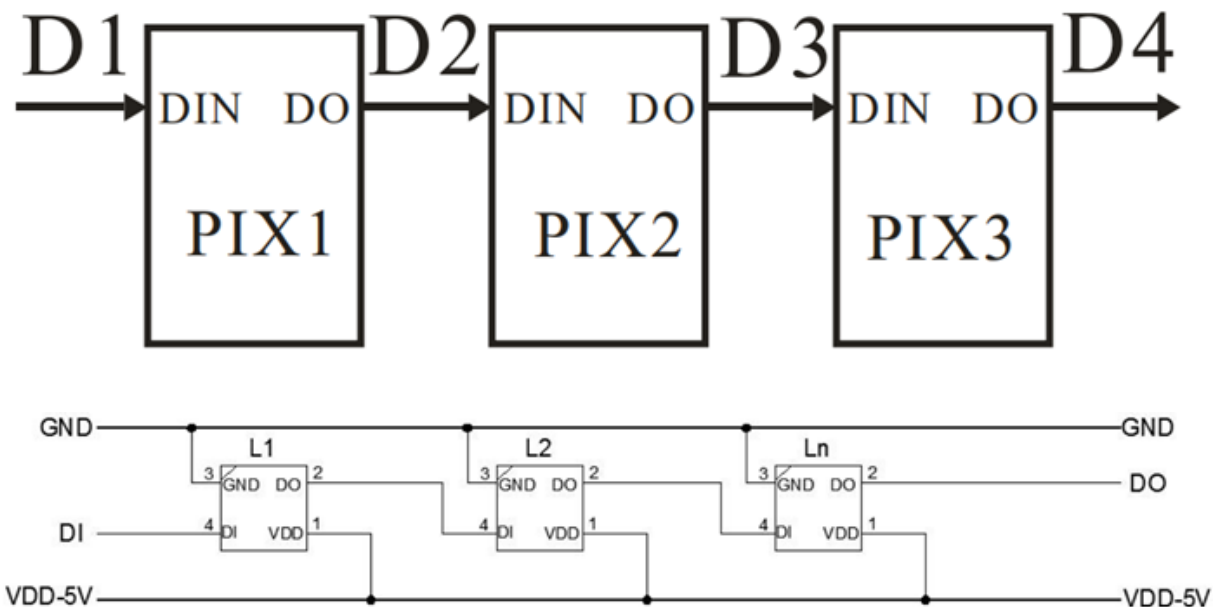 D1 D2 D3 D4
DIN DO DIN DO DIN DO
PIX1 PIX2 PIX3
GND GND
L1 L2 Ln
3 2 3 2 3 2
GND DO GND DO GND DO DO
DI 4 1 4 1 4 1
DI VDD DI VDD DI VDD
VDD-5V VDD-5V